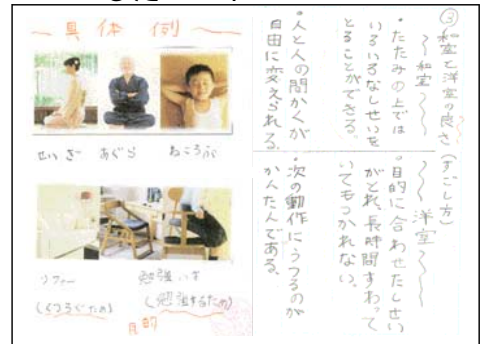 ③和室と洋室の良さ(すごし方)
〜〜和室〜〜
・たたみの上では
いろいろなしせいを
とることができる。
・人と人の間かくが
自由に変えられる。
〜〜洋室〜〜
・目的に合わせたしせい
がとれ、長時間すわって
いてもつかれない。
・次の動作にうつるのが
かんたんである。
〜具体例〜
せいざ あぐら ねころぶ
ソファー 勉強いす
(くつろぐため) (勉強するため)
目的